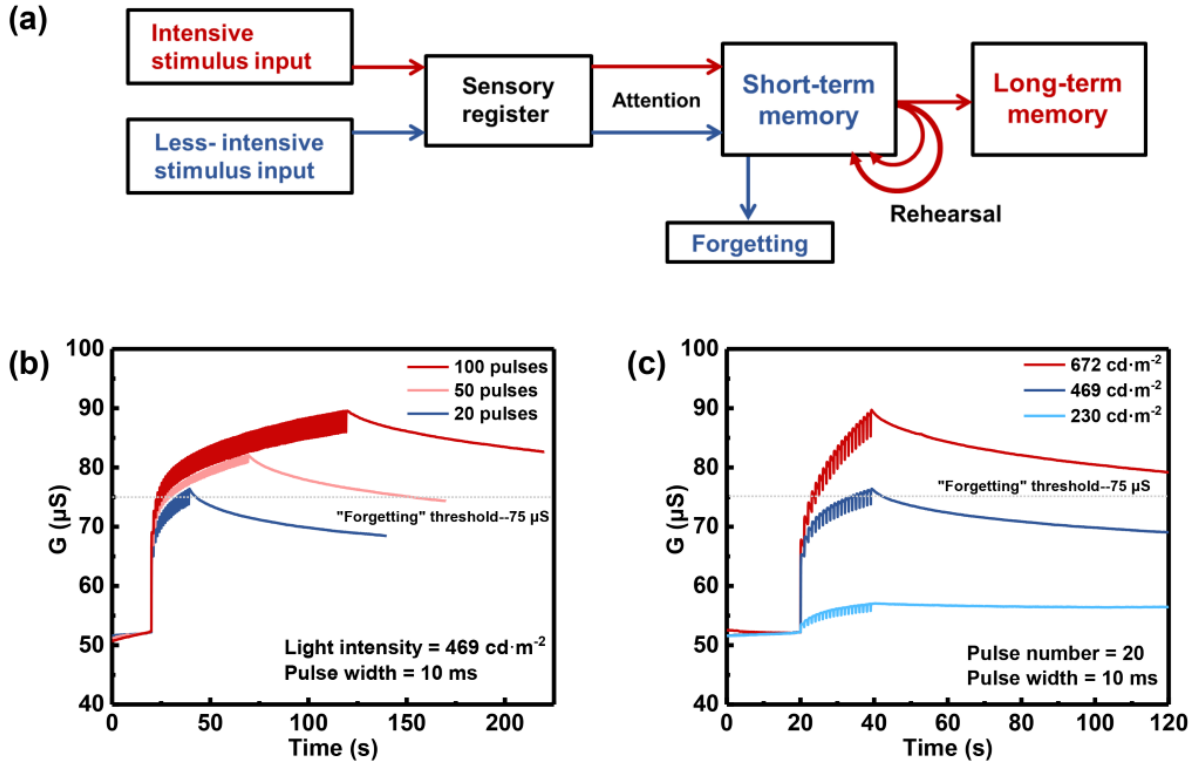 (a)
Intensive
stimulus input
Less- intensive
stimulus input
Sensory
register
Attention
Short-term
memory
Long-term
memory
Rehearsal
Forgetting
(b)
G (μS)
100
90
80
70
60
50
40
100 pulses
50 pulses
20 pulses
"Forgetting" threshold--75 μS
Light intensity = 469 cd·m⁻²
Pulse width = 10 ms
0 50 100 150 200
Time (s)
(c)
G (μS)
100
90
80
70
60
50
40
672 cd·m⁻²
469 cd·m⁻²
230 cd·m⁻²
"Forgetting" threshold--75 μS
Pulse number = 20
Pulse width = 10 ms
0 20 40 60 80 100 120
Time (s)